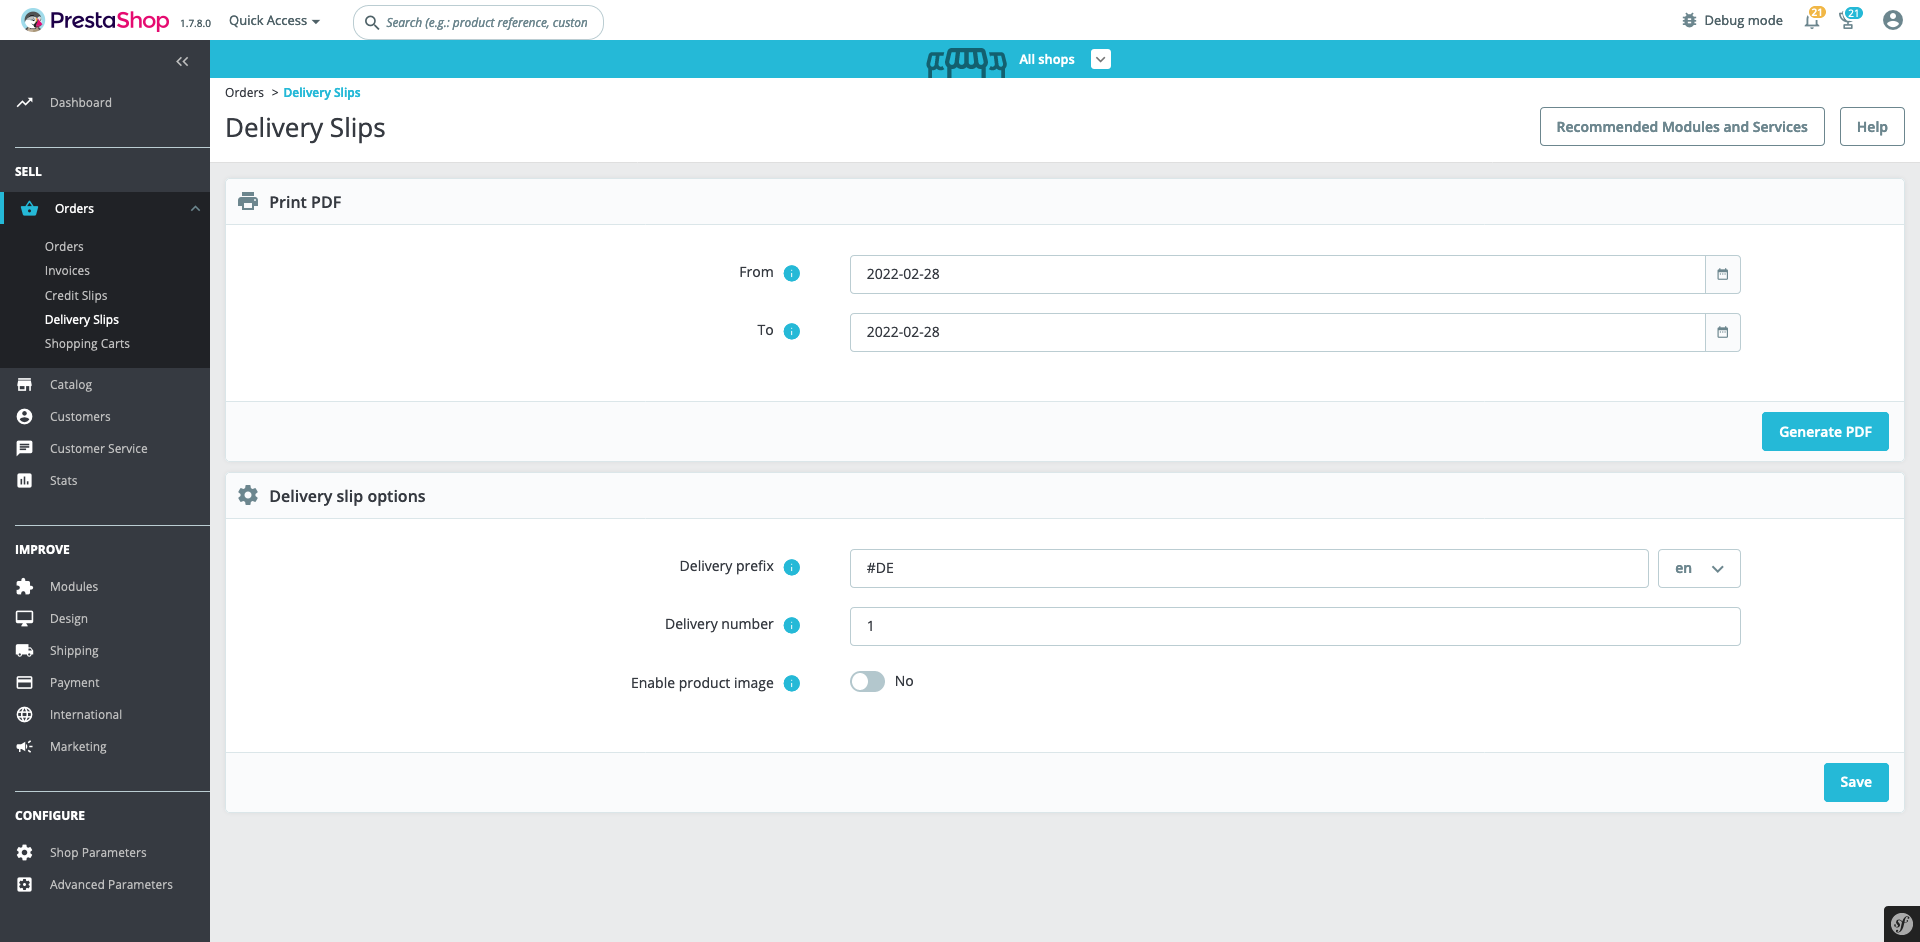 PrestaShop 1.7.8.0 Quick Access Search (e.g.: product reference, custon Debug mode 21 21
All shops
Orders > Delivery Slips
Delivery Slips
Recommended Modules and Services Help
Dashboard
SELL
Orders
Orders
Invoices
Credit Slips
Delivery Slips
Shopping Carts
Catalog
Customers
Customer Service
Stats
IMPROVE
Modules
Design
Shipping
Payment
International
Marketing
CONFIGURE
Shop Parameters
Advanced Parameters
Print PDF
From 2022-02-28
To 2022-02-28
Generate PDF
Delivery slip options
Delivery prefix #DE en
Delivery number 1
Enable product image No
Save
sf